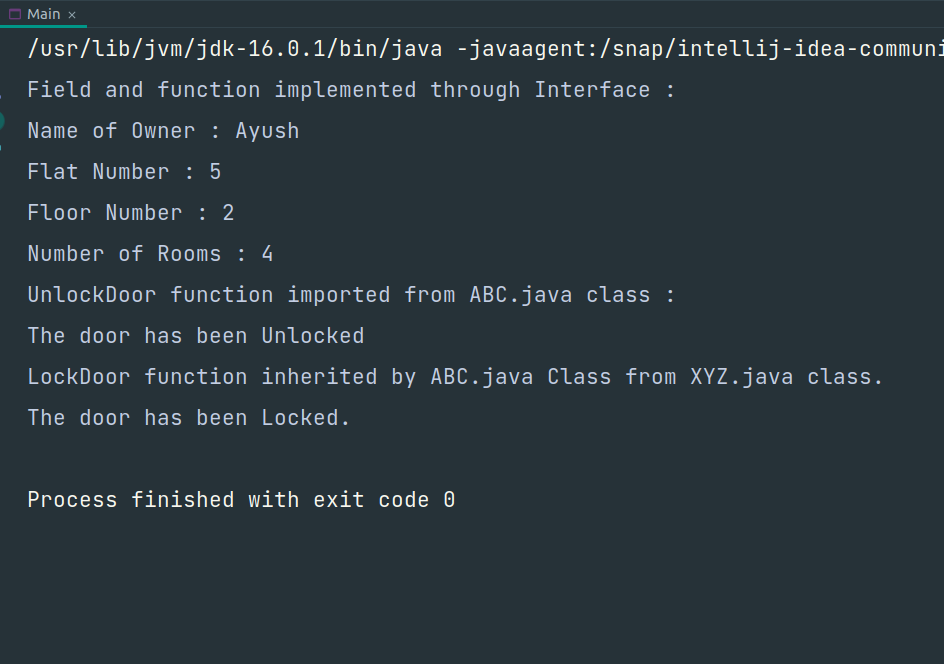 Main ×
/usr/lib/jvm/jdk-16.0.1/bin/java -javaagent:/snap/intellij-idea-communi
Field and function implemented through Interface :
Name of Owner : Ayush
Flat Number : 5
Floor Number : 2
Number of Rooms : 4
UnlockDoor function imported from ABC.java class :
The door has been Unlocked
LockDoor function inherited by ABC.java Class from XYZ.java class.
The door has been Locked.
Process finished with exit code 0